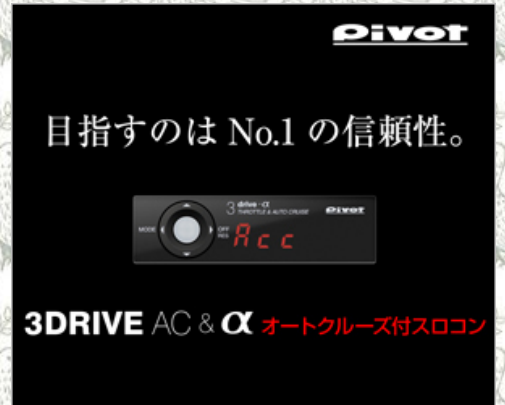 Pivot
目指すのは No.1 の信頼性。
3 drive・α
THROTTLE & AUTO CRUISE
Pivot
MODE
OFF
RES
Acc
3DRIVE AC & α オートクルーズ付スロコン